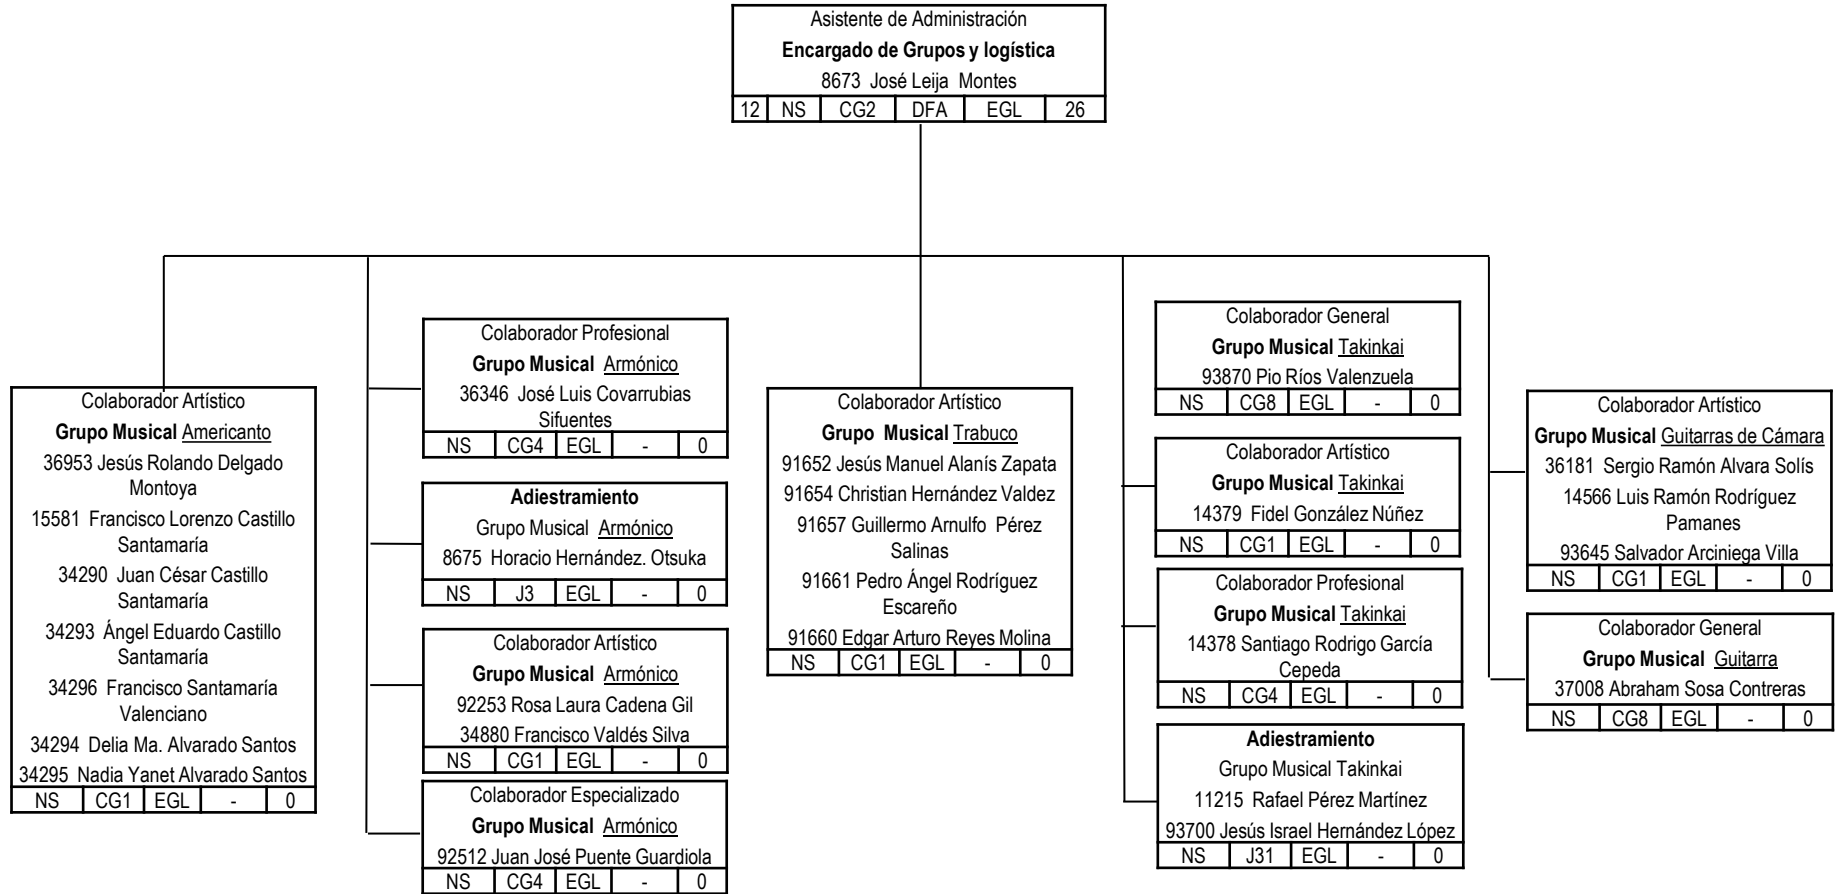 Asistente de Administración
Encargado de Grupos y logística
8673 José Leija Montes
12 NS CG2 DFA EGL 26
Colaborador Artístico
Grupo Musical Americanto
36953 Jesús Rolando Delgado
Montoya
15581 Francisco Lorenzo Castillo
Santamaría
34290 Juan César Castillo
Santamaría
34293 Ángel Eduardo Castillo
Santamaría
34296 Francisco Santamaría
Valenciano
34294 Delia Ma. Alvarado Santos
34295 Nadia Yanet Alvarado Santos
NS CG1 EGL - 0
Colaborador Profesional
Grupo Musical Armónico
36346 José Luis Covarrubias
Sifuentes
NS CG4 EGL - 0
Adiestramiento
Grupo Musical Armónico
8675 Horacio Hernández. Otsuka
NS J3 EGL - 0
Colaborador Artístico
Grupo Musical Armónico
92253 Rosa Laura Cadena Gil
34880 Francisco Valdés Silva
NS CG1 EGL - 0
Colaborador Especializado
Grupo Musical Armónico
92512 Juan José Puente Guardiola
NS CG4 EGL - 0
Colaborador Artístico
Grupo Musical Trabuco
91652 Jesús Manuel Alanís Zapata
91654 Christian Hernández Valdez
91657 Guillermo Arnulfo Pérez
Salinas
91661 Pedro Ángel Rodríguez
Escareño
91660 Edgar Arturo Reyes Molina
NS CG1 EGL - 0
Colaborador General
Grupo Musical Takinkai
93870 Pio Ríos Valenzuela
NS CG8 EGL - 0
Colaborador Artístico
Grupo Musical Takinkai
14379 Fidel González Núñez
NS CG1 EGL - 0
Colaborador Profesional
Grupo Musical Takinkai
14378 Santiago Rodrigo García
Cepeda
NS CG4 EGL - 0
Adiestramiento
Grupo Musical Takinkai
11215 Rafael Pérez Martínez
93700 Jesús Israel Hernández López
NS J31 EGL - 0
Colaborador Artístico
Grupo Musical Guitarras de Cámara
36181 Sergio Ramón Alvara Solís
14566 Luis Ramón Rodríguez
Pamanes
93645 Salvador Arciniega Villa
NS CG1 EGL - 0
Colaborador General
Grupo Musical Guitarra
37008 Abraham Sosa Contreras
NS CG8 EGL - 0